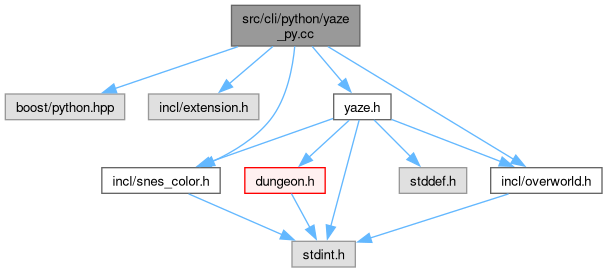 src/cli/python/yaze
_py.cc
boost/python.hpp
incl/extension.h
yaze.h
incl/snes_color.h
dungeon.h
stddef.h
incl/overworld.h
stdint.h